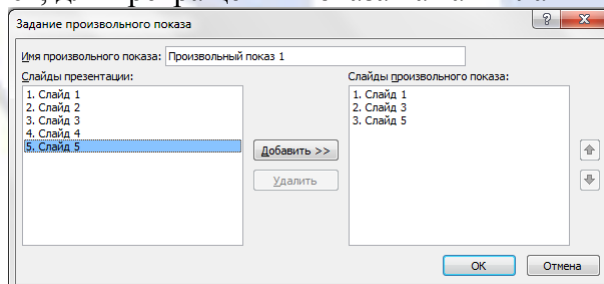 Задание произвольного показа
Имя произвольного показа: Произвольный показ 1
Слайды презентации:
Слайды произвольного показа:
1. Слайд 1
2. Слайд 2
3. Слайд 3
4. Слайд 4
5. Слайд 5
1. Слайд 1
2. Слайд 3
3. Слайд 5
Добавить >>
Удалить
ОК
Отмена